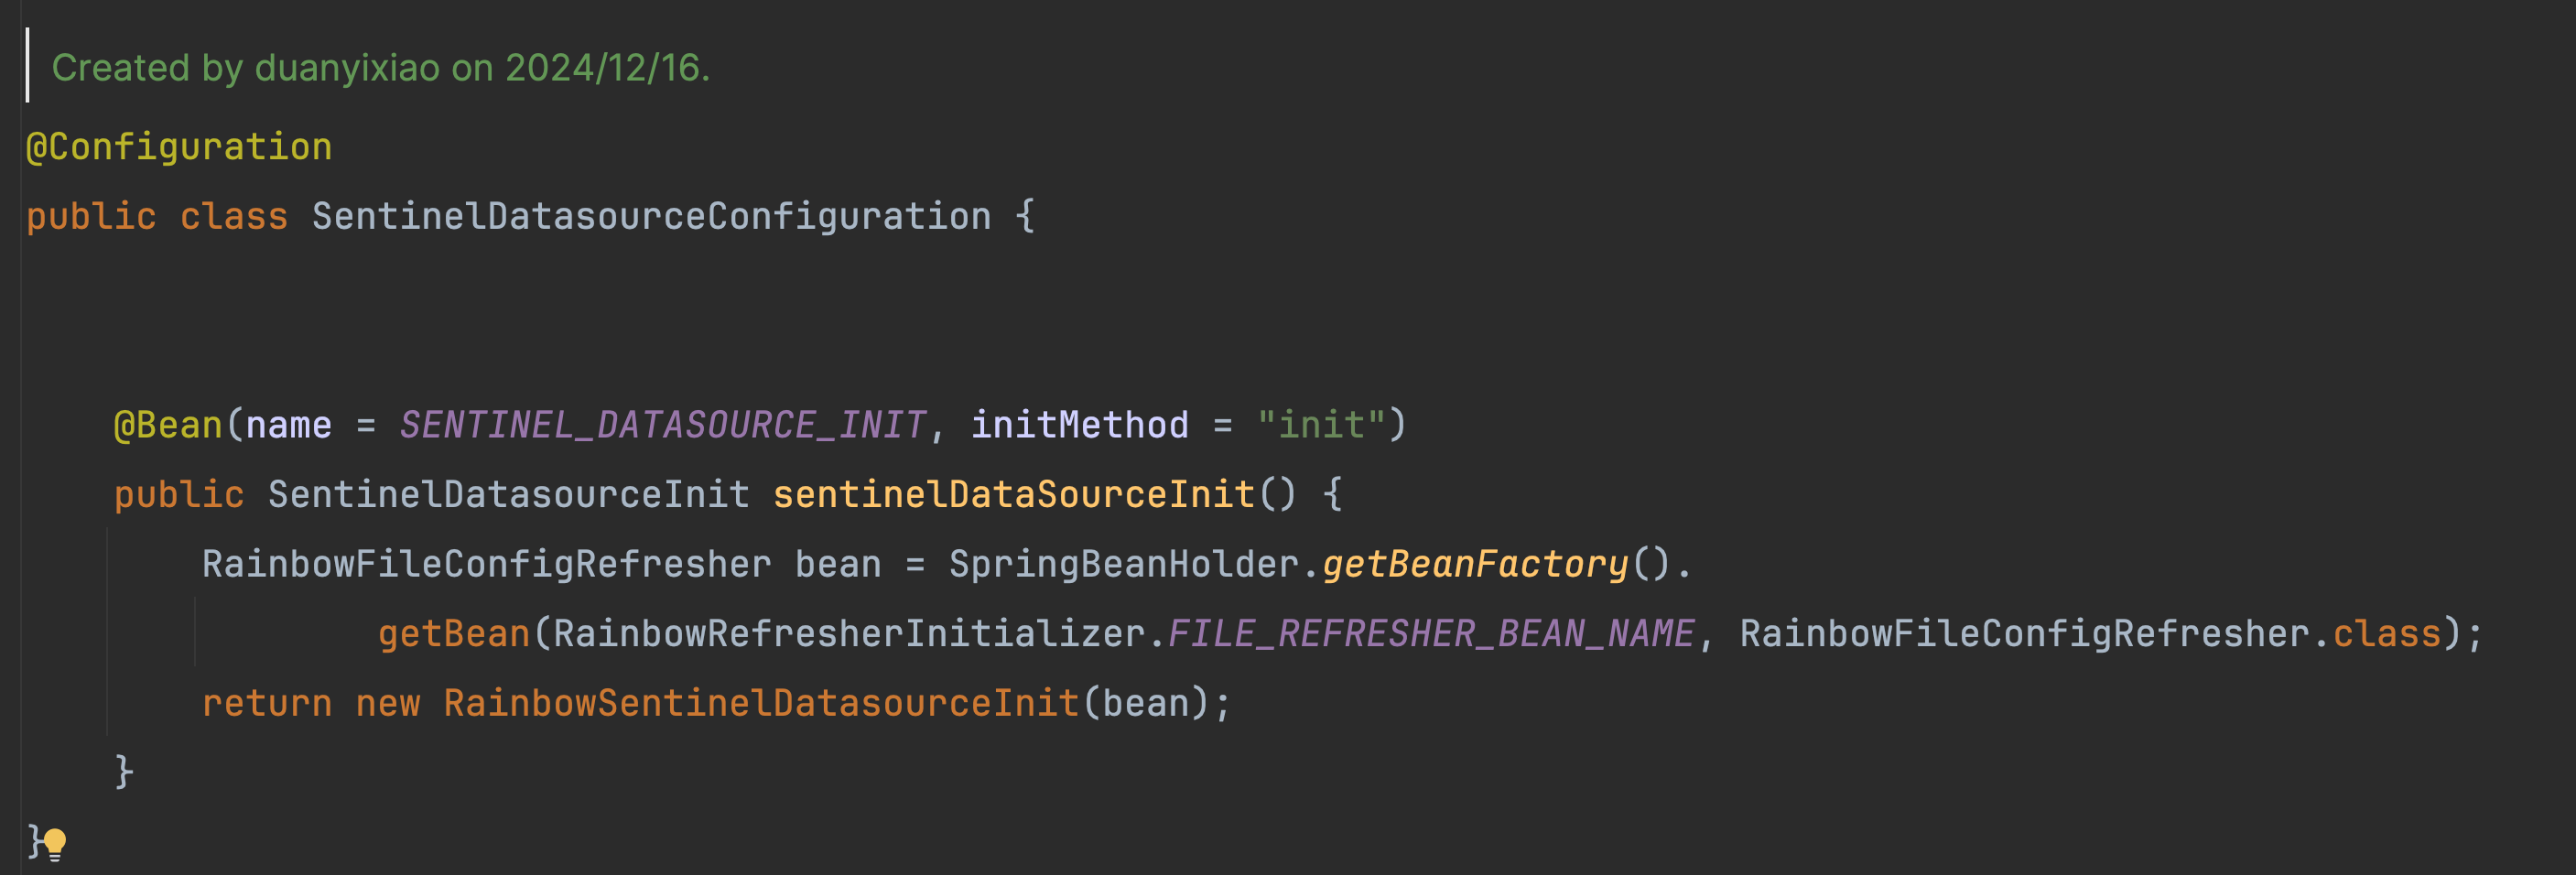 Created by duanyixiao on 2024/12/16.
@Configuration
public class SentinelDatasourceConfiguration {
@Bean(name = SENTINEL_DATASOURCE_INIT, initMethod = "init")
public SentinelDatasourceInit sentinelDataSourceInit() {
RainbowFileConfigRefresher bean = SpringBeanHolder.getBeanFactory().
getBean(RainbowRefresherInitializer.FILE_REFRESHER_BEAN_NAME, RainbowFileConfigRefresher.class);
return new RainbowSentinelDatasourceInit(bean);
}
}